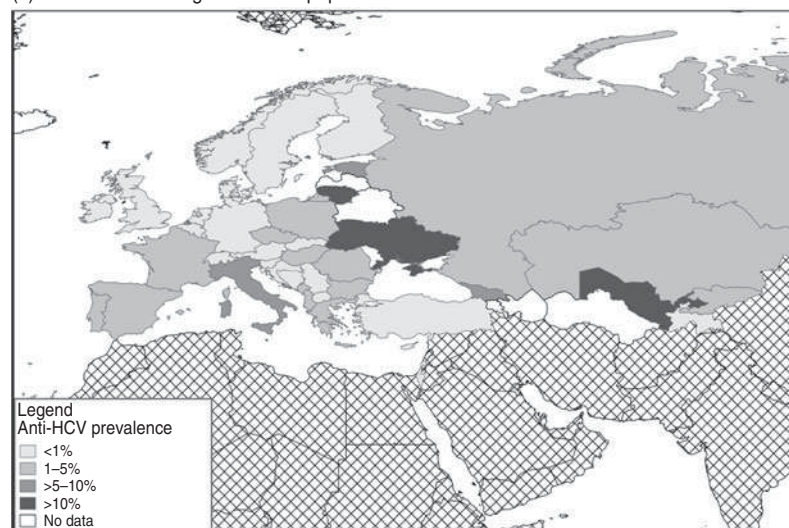 Legend
Anti-HCV prevalence
<1%
1–5%
>5–10%
>10%
No data